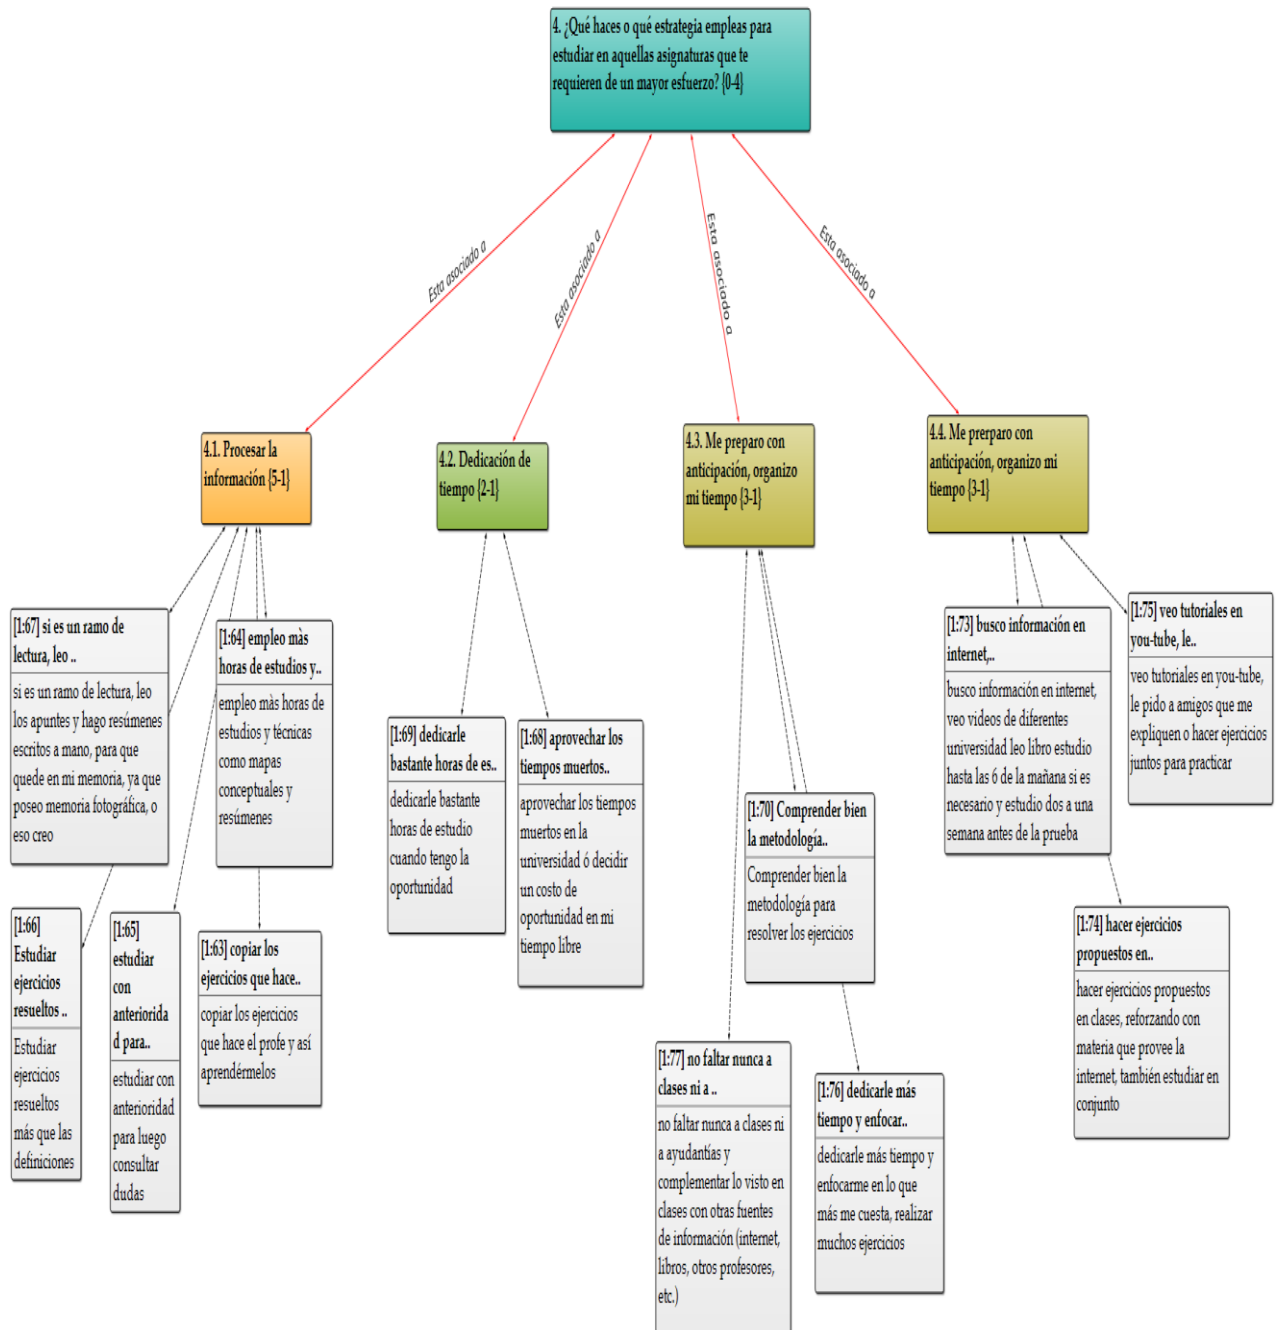 4. ¿Qué haces o qué estrategia empleas para
estudiar en aquellas asignaturas que te
requieren de un mayor esfuerzo? {0-4}
Esta asociado a
Esta asociado a
Esta asociado a
Esta asociado a
4.1. Procesar la
información {5-1}
4.2. Dedicación de
tiempo {2-1}
4.3. Me preparo con
anticipación, organizo
mi tiempo {3-1}
4.4. Me prerparo con
anticipación, organizo mi
tiempo {3-1}
[1:67] si es un ramo de
lectura, leo ..
si es un ramo de lectura, leo
los apuntes y hago resúmenes
escritos a mano, para que
quede en mi memoria, ya que
poseo memoria fotográfica, o
eso creo
[1:64] empleo màs
horas de estudios y..
empleo màs horas de
estudios y técnicas
como mapas
conceptuales y
resúmenes
[1:69] dedicarle
bastante horas de es..
dedicarle bastante
horas de estudio
cuando tengo la
oportunidad
[1:68] aprovechar los
tiempos muertos..
aprovechar los tiempos
muertos en la
universidad ó decidir
un costo de
oportunidad en mi
tiempo libre
[1:70] Comprender bien
la metodología..
Comprender bien la
metodología para
resolver los ejercicios
[1:73] busco información en
internet,..
busco información en internet,
veo videos de diferentes
universidad leo libro estudio
hasta las 6 de la mañana si es
necesario y estudio dos a una
semana antes de la prueba
[1:75] veo tutoriales en
you-tube, le..
veo tutoriales en you-tube,
le pido a amigos que me
expliquen o hacer ejercicios
juntos para practicar
[1:66]
Estudiar
ejercicios
resueltos ..
Estudiar
ejercicios
resueltos
más que las
definiciones
[1:65]
estudiar
con
anteriorida
d para..
estudiar con
anterioridad
para luego
consultar
dudas
[1:63] copiar los
ejercicios que hace..
copiar los ejercicios
que hace el profe y así
aprendérmelos
[1:77] no faltar nunca a
clases ni a ..
no faltar nunca a clases ni
a ayudantías y
complementar lo visto en
clases con otras fuentes
de información (internet,
libros, otros profesores,
etc.)
[1:76] dedicarle más
tiempo y enfocar..
dedicarle más tiempo y
enfocarme en lo que
más me cuesta, realizar
muchos ejercicios
[1:74] hacer ejercicios
propuestos en..
hacer ejercicios propuestos
en clases, reforzando con
materia que provee la
internet, también estudiar en
conjunto